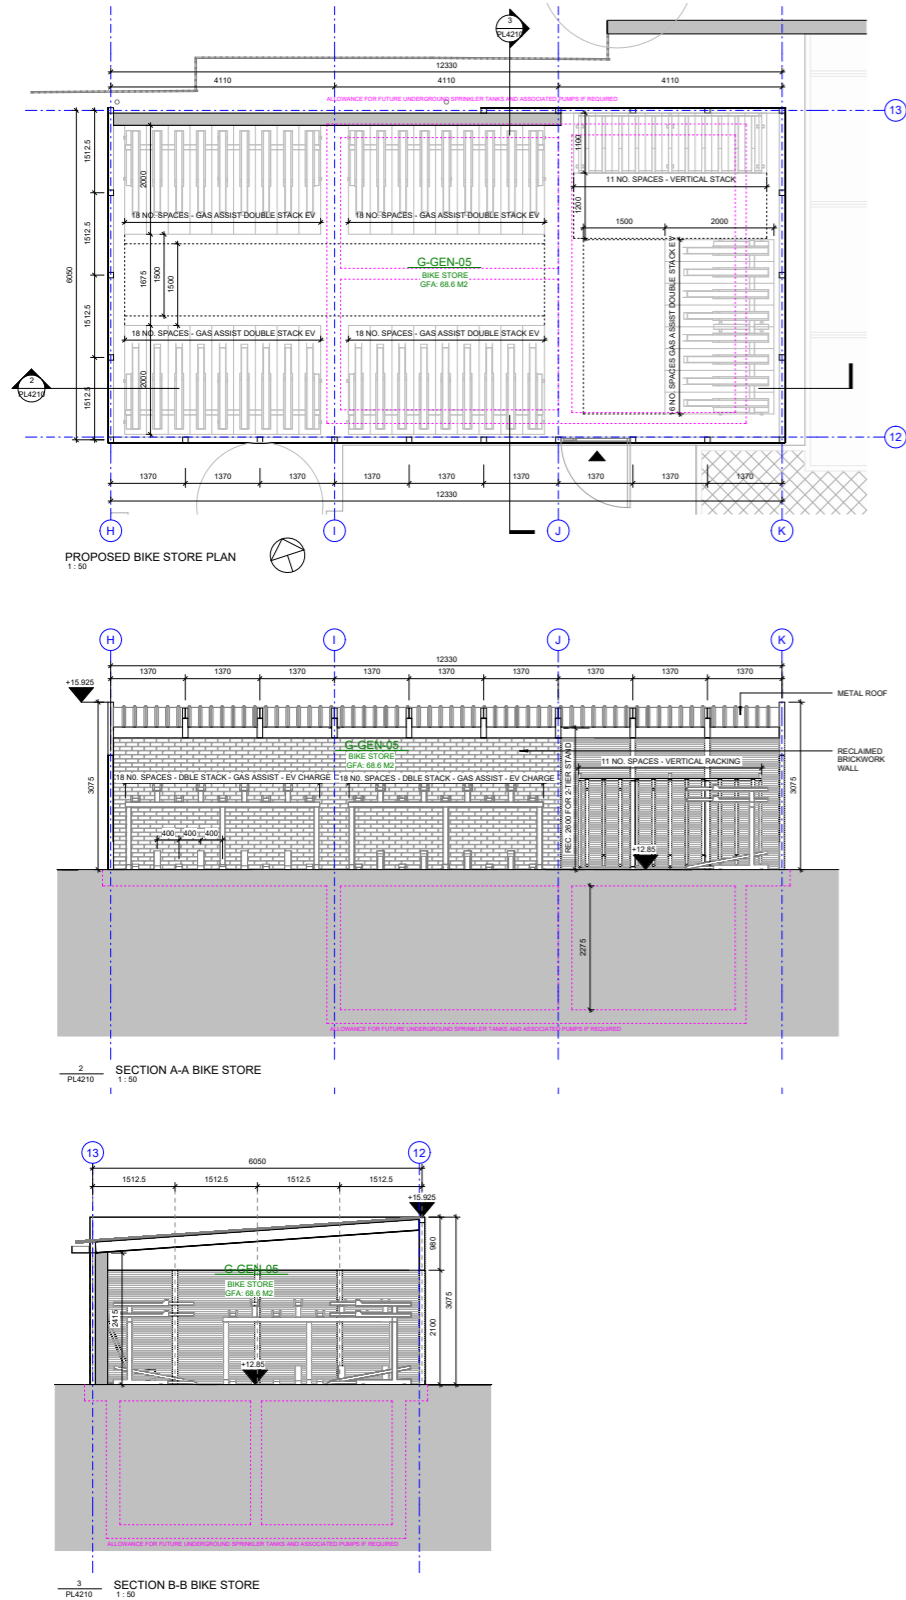 3
PL4210
12330
4110
4110
4110
ALLOWANCE FOR FUTURE UNDERGROUND SPRINKLER TANKS AND ASSOCIATED PUMPS IF REQUIRED
13
1512.5
1512.5
1512.5
1512.5
6050
2000
1100
11 NO. SPACES - VERTICAL STACK
1200
18 NO. SPACES - GAS ASSIST DOUBLE STACK EV
18 NO. SPACES - GAS ASSIST DOUBLE STACK EV
1500
2000
G-GEN-05
BIKE STORE
GFA: 68.6 M2
1675
1500
1500
18 NO. SPACES - GAS ASSIST DOUBLE STACK EV
18 NO. SPACES - GAS ASSIST DOUBLE STACK EV
6 NO. SPACES GAS ASSIST DOUBLE STACK EV
2000
2
PL4210
12
1370
1370
1370
1370
1370
1370
1370
1370
1370
12330
H
I
J
K
PROPOSED BIKE STORE PLAN
1 : 50
H
I
J
K
12330
1370
1370
1370
1370
1370
1370
1370
1370
1370
+15.925
METAL ROOF
G-GEN-05
BIKE STORE
GFA: 68.6 M2
RECLAIMED
BRICKWORK
WALL
11 NO. SPACES - VERTICAL RACKING
18 NO. SPACES - DBLE STACK - GAS ASSIST - EV CHARGE
18 NO. SPACES - DBLE STACK - GAS ASSIST - EV CHARGE
REC. 2600 FOR 2-TIER STAND
3075
3075
400
400
400
+12.85
2275
ALLOWANCE FOR FUTURE UNDERGROUND SPRINKLER TANKS AND ASSOCIATED PUMPS IF REQUIRED
2
PL4210
SECTION A-A BIKE STORE
1 : 50
13
12
6050
1512.5
1512.5
1512.5
1512.5
+15.925
980
G-GEN-05
BIKE STORE
GFA: 68.6 M2
2415
2100
3075
+12.85
ALLOWANCE FOR FUTURE UNDERGROUND SPRINKLER TANKS AND ASSOCIATED PUMPS IF REQUIRED
3
PL4210
SECTION B-B BIKE STORE
1 : 50